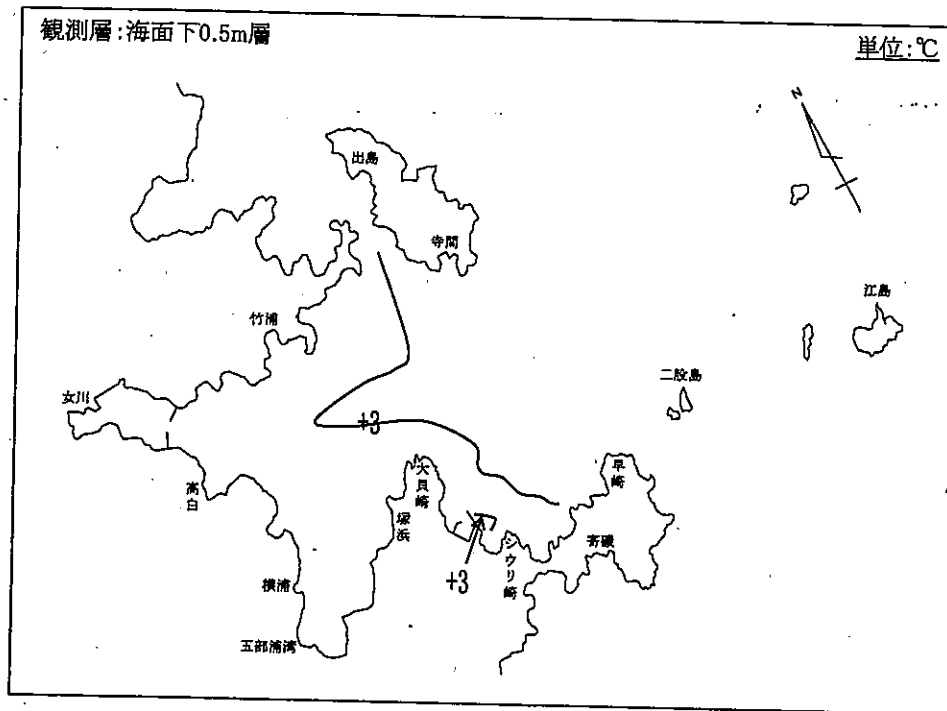 観測層:海面下0.5m層
単位:℃
N
出島
寺間
江島
竹浦
二股島
女川
+3
高白
大貝崎
早崎
塚浜
寄磯
シウリ崎
横浦
+3
五部浦湾